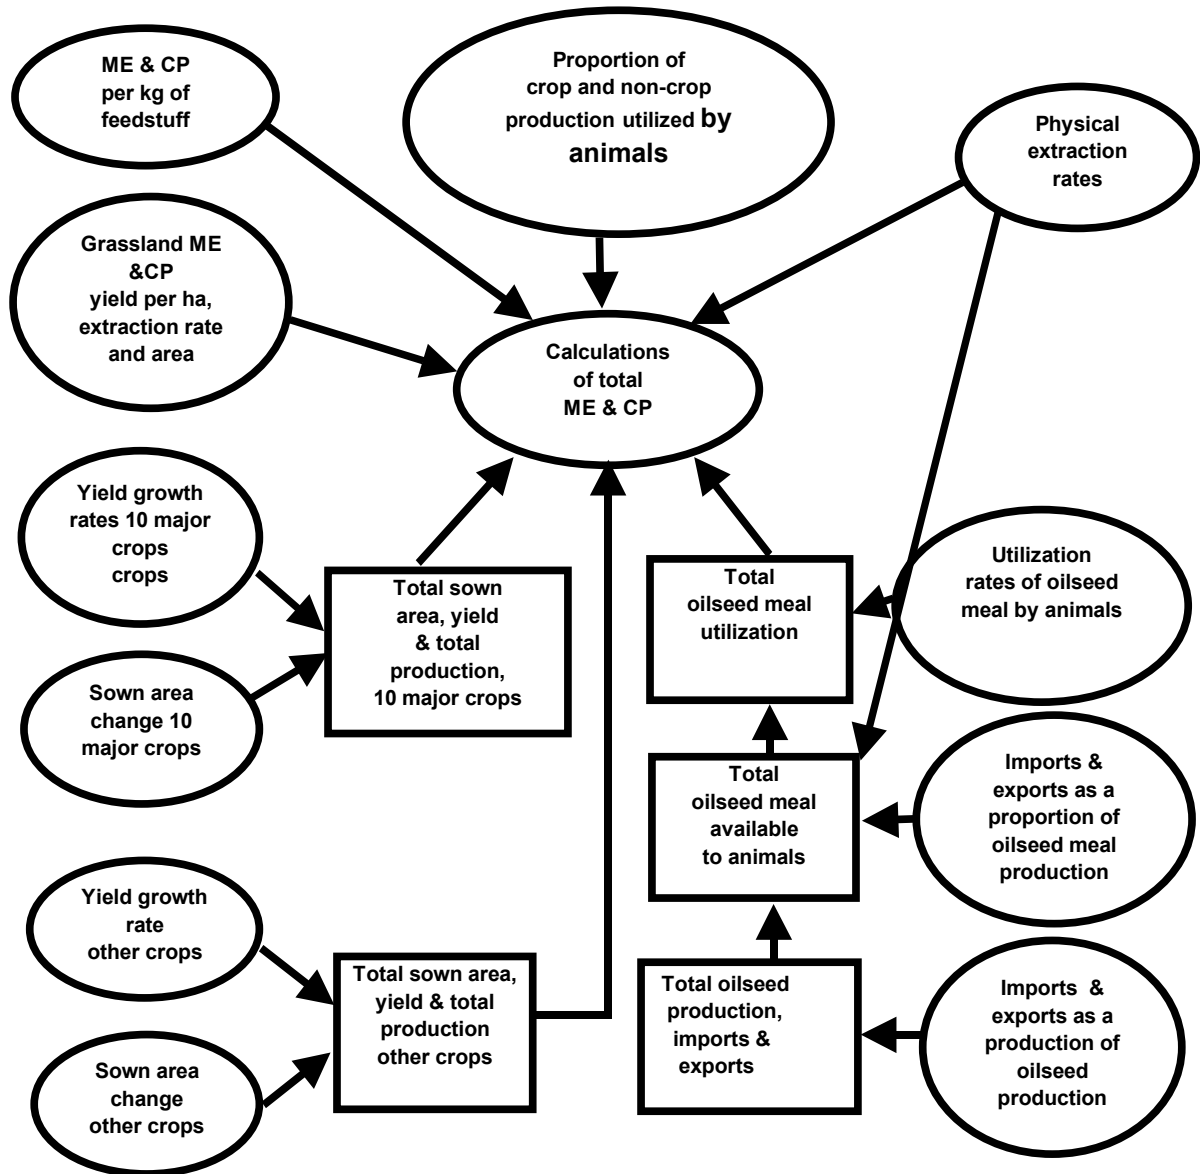 ME & CP
per kg of
feedstuff
Proportion of
crop and non-crop
production utilized by
animals
Physical
extraction
rates
Grassland ME
&CP
yield per ha,
extraction rate
and area
Calculations
of total
ME & CP
Yield growth
rates 10 major
crops
crops
Total sown
area, yield
& total
production,
10 major crops
Total
oilseed meal
utilization
Utilization
rates of oilseed
meal by animals
Sown area
change 10
major crops
Total
oilseed meal
available
to animals
Imports &
exports as a
proportion of
oilseed meal
production
Yield growth
rate
other crops
Total sown area,
yield & total
production
other crops
Total oilseed
production,
imports &
exports
Imports & 
exports as a
production of
oilseed
production
Sown area
change
other crops